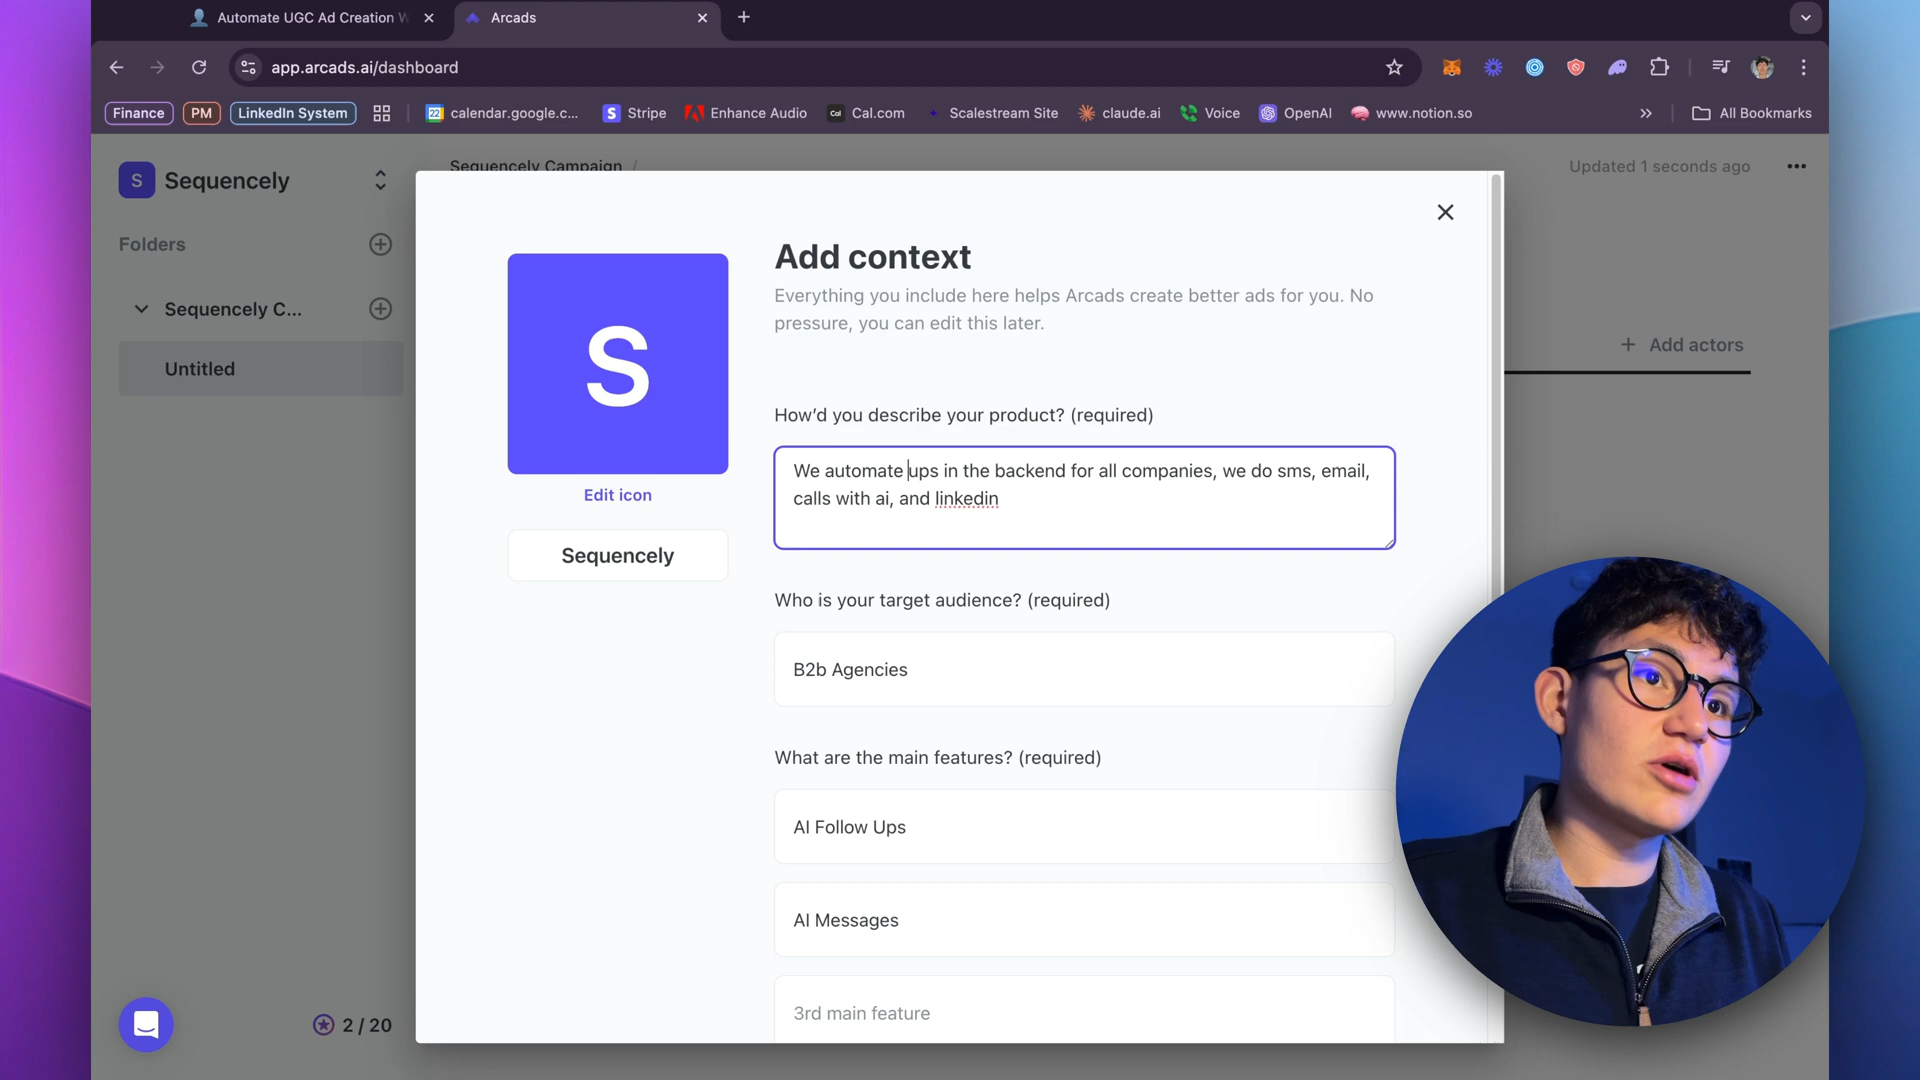 Automate UGC Ad Creation W
Arcads
app.arcads.ai/dashboard
Finance
PM
LinkedIn System
22
calendar.google.c...
S
Stripe
Enhance Audio
Cal
Cal.com
Scalestream Site
claude.ai
Voice
OpenAI
www.notion.so
All Bookmarks
S
Sequencely
Folders
Sequencely C...
Untitled
2 / 20
Sequencely Campaign /
Updated 1 seconds ago
+ Add actors
S
Edit icon
Sequencely
Add context
Everything you include here helps Arcads create better ads for you. No
pressure, you can edit this later.
How'd you describe your product? (required)
We automate ups in the backend for all companies, we do sms, email,
calls with ai, and linkedin
Who is your target audience? (required)
B2b Agencies
What are the main features? (required)
AI Follow Ups
AI Messages
3rd main feature